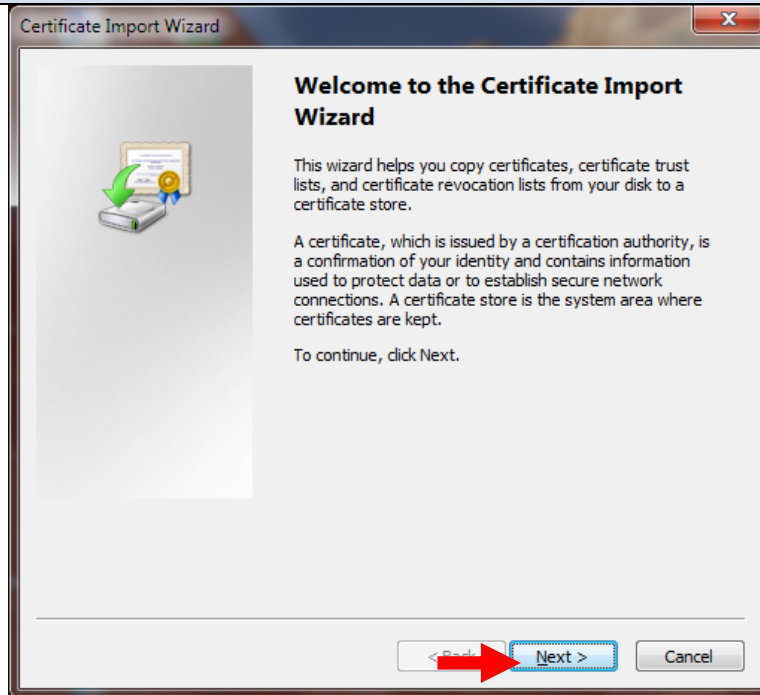 Certificate Import Wizard
Welcome to the Certificate Import
Wizard
This wizard helps you copy certificates, certificate trust
lists, and certificate revocation lists from your disk to a
certificate store.
A certificate, which is issued by a certification authority, is
a confirmation of your identity and contains information
used to protect data or to establish secure network
connections. A certificate store is the system area where
certificates are kept.
To continue, click Next.
< Back Next > Cancel